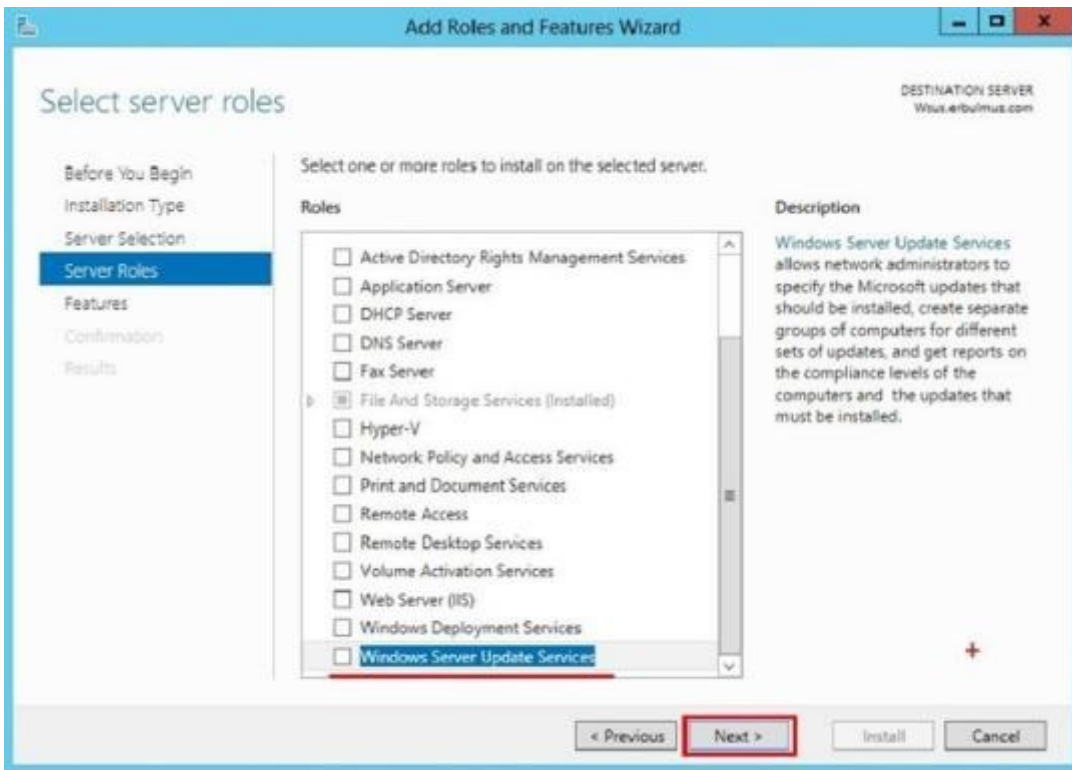 Add Roles and Features Wizard
Select server roles
DESTINATION SERVER
Wsus.erbulmus.com
Before You Begin
Installation Type
Server Selection
Server Roles
Features
Confirmation
Results
Select one or more roles to install on the selected server.
Roles
Active Directory Rights Management Services
Application Server
DHCP Server
DNS Server
Fax Server
File And Storage Services (Installed)
Hyper-V
Network Policy and Access Services
Print and Document Services
Remote Access
Remote Desktop Services
Volume Activation Services
Web Server (IIS)
Windows Deployment Services
Windows Server Update Services
Description
Windows Server Update Services
allows network administrators to
specify the Microsoft updates that
should be installed, create separate
groups of computers for different
sets of updates, and get reports on
the compliance levels of the
computers and the updates that
must be installed.
< Previous
Next >
Install
Cancel